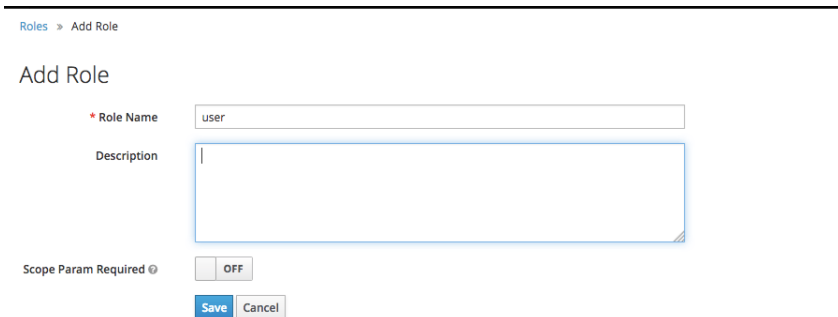 Roles » Add Role
Add Role
* Role Name user
Description
Scope Param Required
OFF
Save Cancel